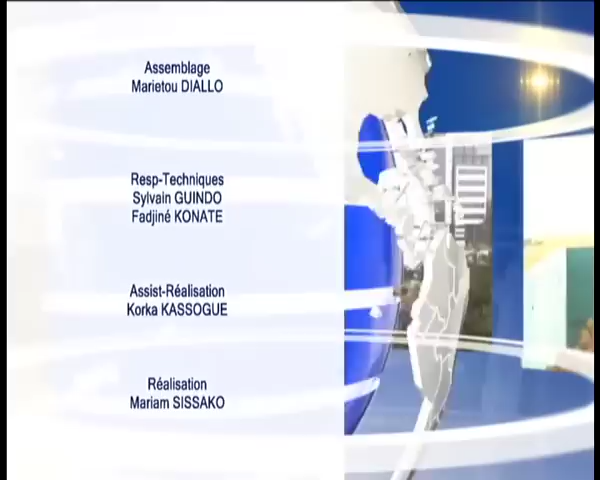 Assemblage
Marietou DIALLO
Resp-Techniques
Sylvain GUINDO
Fadjiné KONATE
Assist-Réalisation
Korka KASSOGUE
Réalisation
Mariam SISSAKO